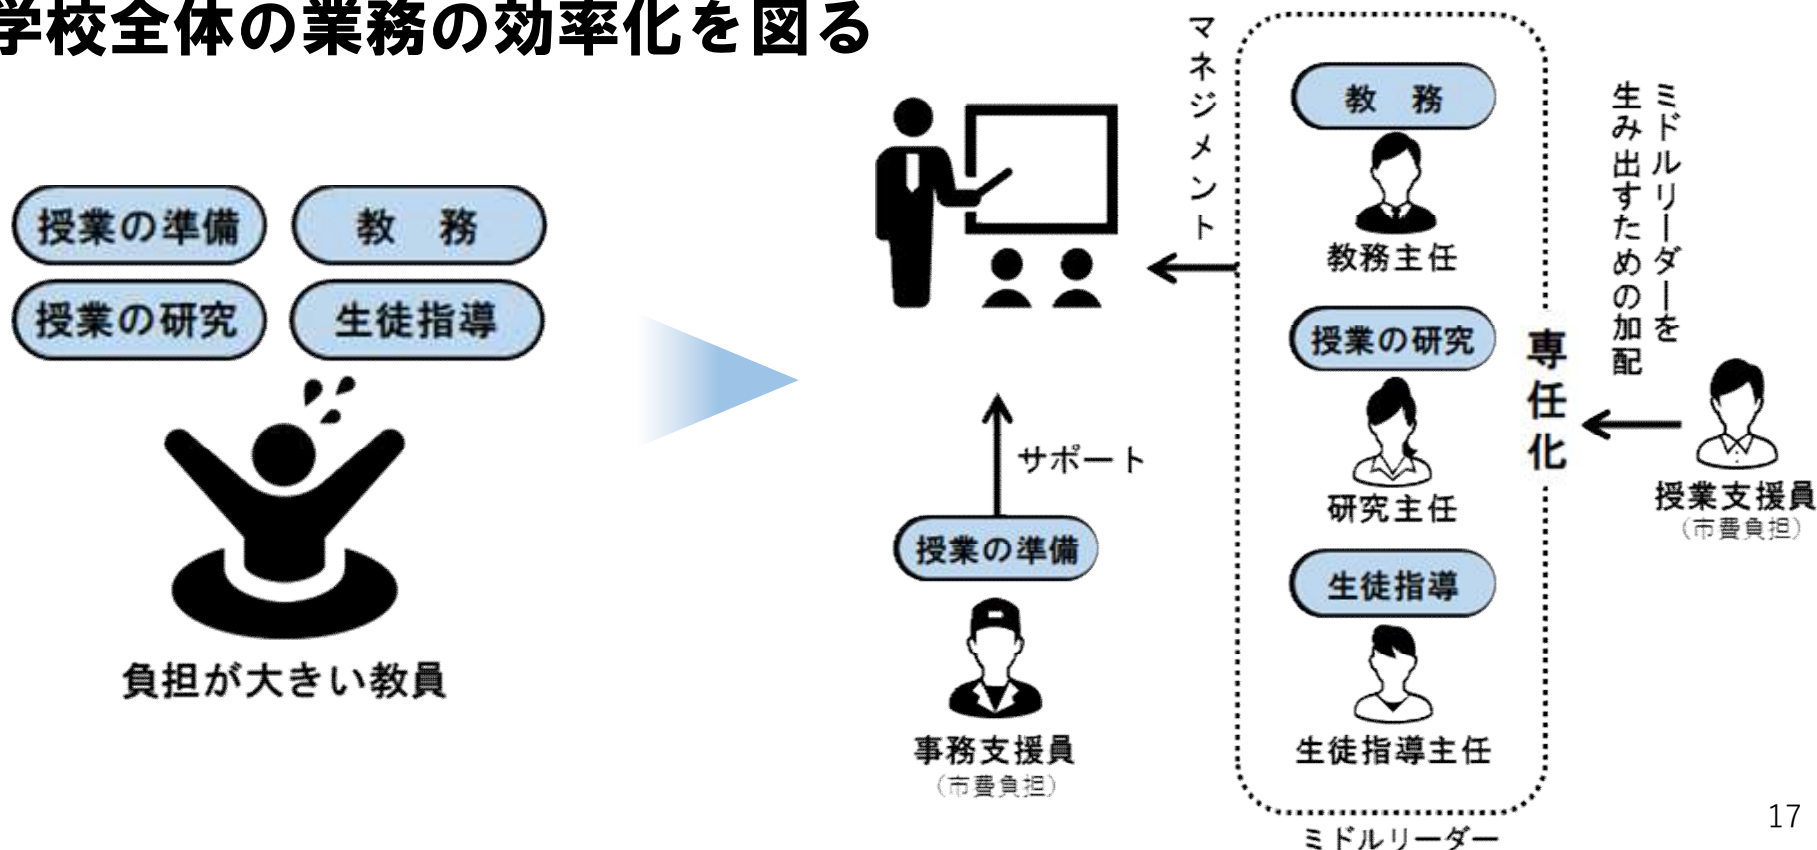 学校全体の業務の効率化を図る
授業の準備
教　務
授業の研究
生徒指導
負担が大きい教員
マネジメント
サポート
授業の準備
事務支援員
（市費負担）
教　務
教務主任
授業の研究
研究主任
生徒指導
生徒指導主任
ミドルリーダー
専任化
ミドルリーダーを
生み出すための加配
授業支援員
（市費負担）
17